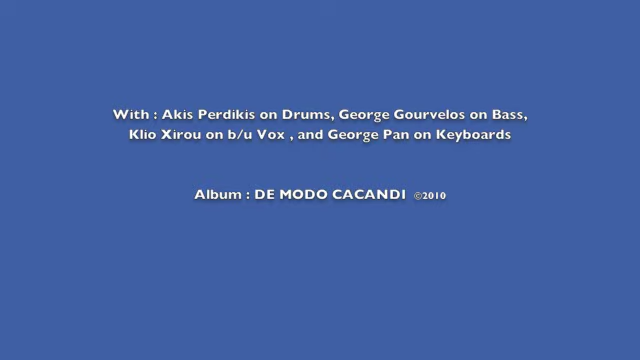 With : Akis Perdikis on Drums, George Gourvelos on Bass,
Klio Xirou on b/u Vox , and George Pan on Keyboards
Album : DE MODO CACANDI ©2010